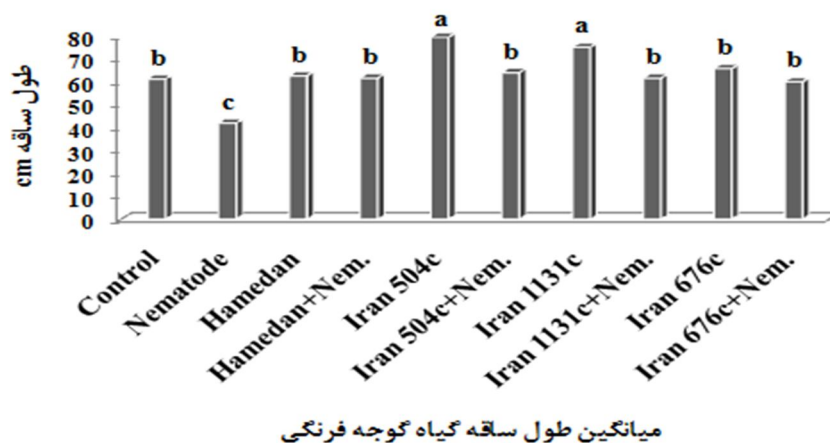 طول ساقه cm
80
70
60
50
40
30
20
10
0
b
c
b
b
a
b
a
b
b
b
Control
Nematode
Hamedan
Hamedan+Nem.
Iran 504c
Iran 504c+Nem.
Iran 1131c
Iran 1131c+Nem.
Iran 676c
Iran 676c+Nem.
میانگین طول ساقه گیاه گوجه فرنگی